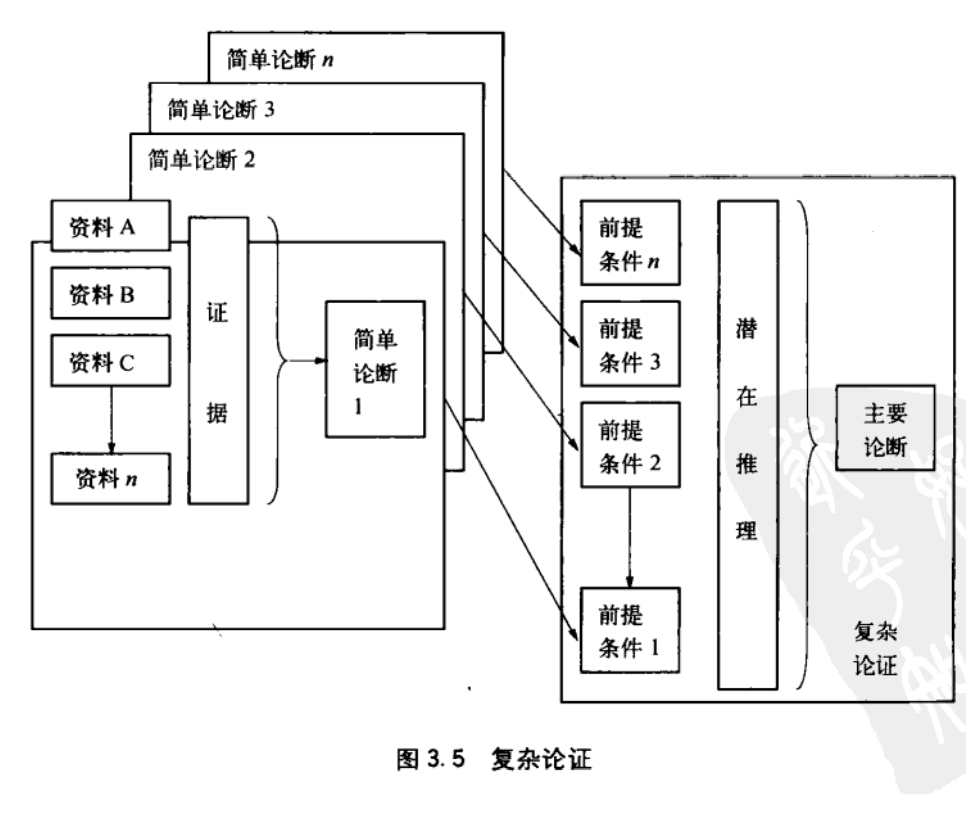 简单论断 n
简单论断 3
简单论断 2
资料 A
资料 B
资料 C
资料 n
证
据
简单
论断
1
前提
条件 n
前提
条件 3
前提
条件 2
前提
条件 1
潜
在
推
理
主要
论断
复杂
论证
图 3.5 复杂论证